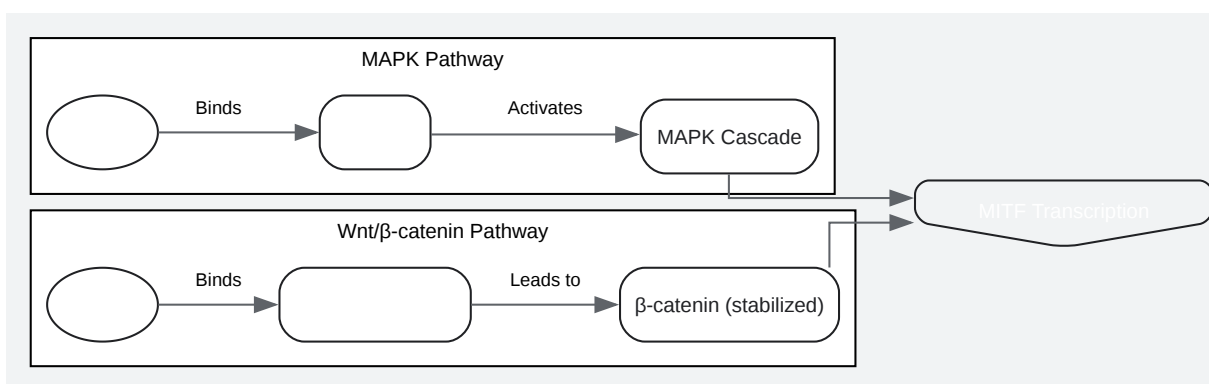 MAPK Pathway
Binds
Activates
MAPK Cascade
MITF Transcription
Wnt/β-catenin Pathway
Binds
Leads to
β-catenin (stabilized)